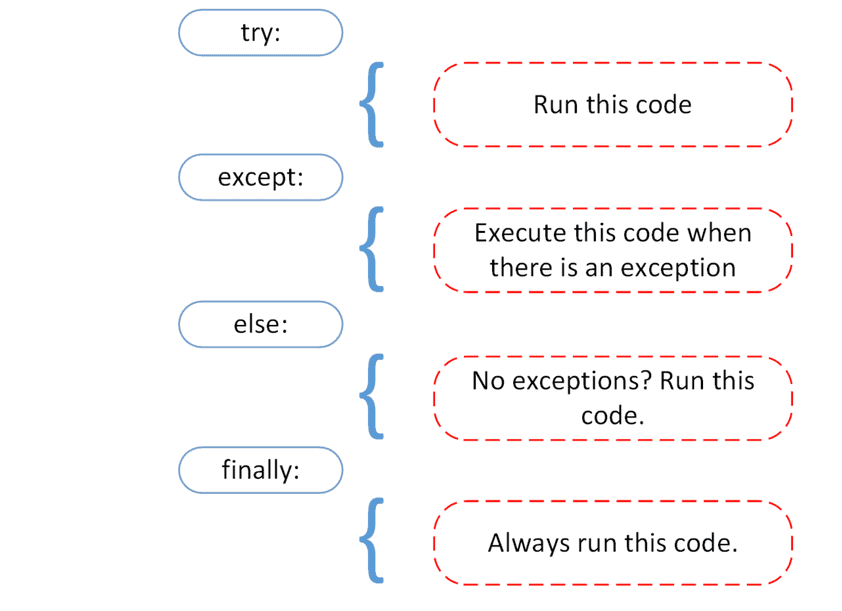 try:
Run this code
except:
Execute this code when
there is an exception
else:
No exceptions? Run this
code.
finally:
Always run this code.